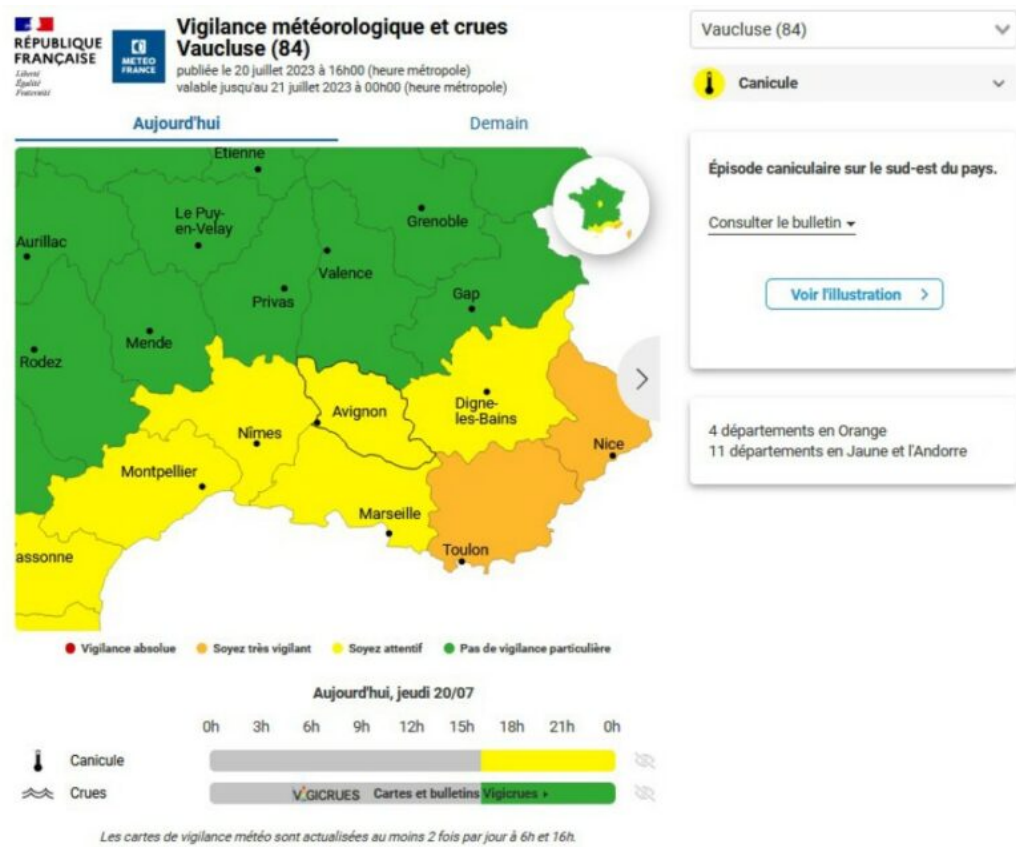 RÉPUBLIQUE
FRANÇAISE
Liberté
Égalité
Fraternité
METEO
FRANCE
Vigilance météorologique et crues
Vaucluse (84)
publiée le 20 juillet 2023 à 16h00 (heure métropole)
valable jusqu'au 21 juillet 2023 à 00h00 (heure métropole)
Vaucluse (84)
Canicule
Aujourd'hui
Demain
Etienne
Le Puy-
en-Velay
Grenoble
Aurillac
Valence
Privas
Gap
Mende
Rodez
Avignon
Digne-
les-Bains
Nîmes
Nice
Montpellier
Marseille
Toulon
assonne
Épisode caniculaire sur le sud-est du pays.
Consulter le bulletin
Voir l'illustration
4 départements en Orange
11 départements en Jaune et l'Andorre
Vigilance absolue
Soyez très vigilant
Soyez attentif
Pas de vigilance particulière
Aujourd'hui, jeudi 20/07
0h 3h 6h 9h 12h 15h 18h 21h 0h
Canicule
Crues
VIGICRUES Cartes et bulletins Vigicrues
Les cartes de vigilance météo sont actualisées au moins 2 fois par jour à 6h et 16h.